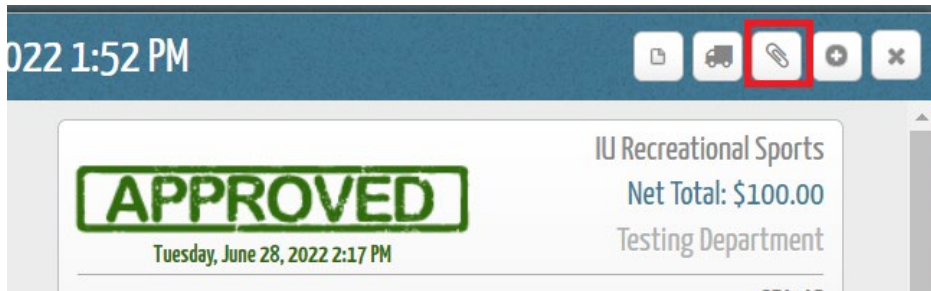 022 1:52 PM
IU Recreational Sports
APPROVED
Net Total: $100.00
Tuesday, June 28, 2022 2:17 PM
Testing Department